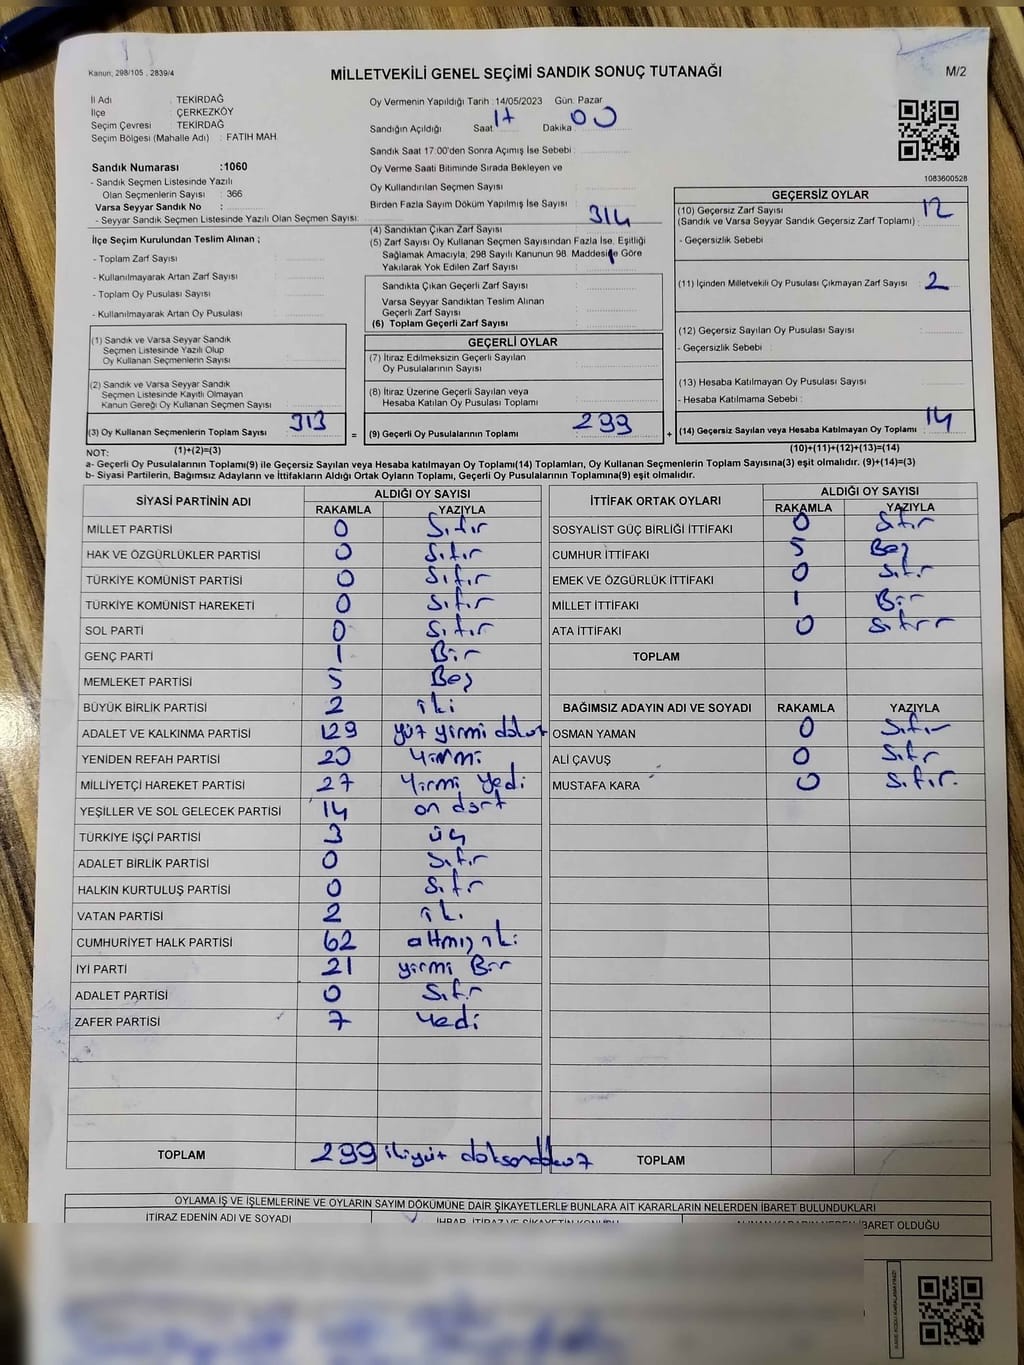 Kanun; 298/105 , 2839/4
MİLLETVEKİLİ GENEL SEÇİMİ SANDIK SONUÇ TUTANAĞI
M/2
İl Adı : TEKİRDAĞ
İlçe : ÇERKEZKÖY
Seçim Çevresi : TEKİRDAĞ
Seçim Bölgesi (Mahalle Adı) : FATİH MAH.
Sandık Numarası :1060
- Sandık Seçmen Listesinde Yazılı
Olan Seçmenlerin Sayısı : 366
Varsa Seyyar Sandık No :
- Seyyar Sandık Seçmen Listesinde Yazılı Olan Seçmen Sayısı:
Oy Vermenin Yapıldığı Tarih :14/05/2023 Gün: Pazar
Sandığın Açıldığı Saat 17 Dakika 00
Sandık Saat 17:00'den Sonra Açımış İse Sebebi :
Oy Verme Saati Bitiminde Sırada Bekleyen ve
Oy Kullandırılan Seçmen Sayısı :
Birden Fazla Sayım Döküm Yapılmış İse Sayısı :
1083600528
İlçe Seçim Kurulundan Teslim Alınan ;
- Toplam Zarf Sayısı :
- Kullanılmayarak Artan Zarf Sayısı :
- Toplam Oy Pusulası Sayısı :
- Kullanılmayarak Artan Oy Pusulası :
(4) Sandıktan Çıkan Zarf Sayısı : 314
(5) Zarf Sayısı Oy Kullanan Seçmen Sayısından Fazla İse, Eşitliği
Sağlamak Amacıyla; 298 Sayılı Kanunun 98. Maddesine Göre
Yakılarak Yok Edilen Zarf Sayısı : 1
Sandıkta Çıkan Geçerli Zarf Sayısı :
Varsa Seyyar Sandıktan Teslim Alınan
Geçerli Zarf Sayısı :
(6) Toplam Geçerli Zarf Sayısı :
GEÇERSİZ OYLAR
(10) Geçersiz Zarf Sayısı
(Sandık ve Varsa Seyyar Sandık Geçersiz Zarf Toplamı) : 12
- Geçersizlik Sebebi :
(11) İçinden Milletvekili Oy Pusulası Çıkmayan Zarf Sayısı : 2
(12) Geçersiz Sayılan Oy Pusulası Sayısı :
- Geçersizlik Sebebi :
(13) Hesaba Katılmayan Oy Pusulası Sayısı :
- Hesaba Katılmama Sebebi :
(1) Sandık ve Varsa Seyyar Sandık
Seçmen Listesinde Yazılı Olup
Oy Kullanan Seçmenlerin Sayısı :
(2) Sandık ve Varsa Seyyar Sandık
Seçmen Listesinde Kayıtlı Olmayan
Kanun Gereği Oy Kullanan Seçmen Sayısı :
GEÇERLİ OYLAR
(7) İtiraz Edilmeksizin Geçerli Sayılan
Oy Pusulalarının Sayısı :
(8) İtiraz Üzerine Geçerli Sayılan veya
Hesaba Katılan Oy Pusulası Toplamı :
(3) Oy Kullanan Seçmenlerin Toplam Sayısı : 313 = (9) Geçerli Oy Pusulalarının Toplamı : 299 + (14) Geçersiz Sayılan veya Hesaba Katılmayan Oy Toplamı : 14
NOT: (1)+(2)=(3) (10)+(11)+(12)+(13)=(14)
a- Geçerli Oy Pusulalarının Toplamı(9) ile Geçersiz Sayılan veya Hesaba katılmayan Oy Toplamı(14) Toplamları, Oy Kullanan Seçmenlerin Toplam Sayısına(3) eşit olmalıdır. (9)+(14)=(3)
b- Siyasi Partilerin, Bağımsız Adayların ve İttifakların Aldığı Ortak Oyların Toplamı, Geçerli Oy Pusulalarının Toplamına(9) eşit olmalıdır.
SİYASİ PARTİNİN ADI ALDIĞI OY SAYISI
RAKAMLA YAZIYLA
MİLLET PARTİSİ 0 Sıfır
HAK VE ÖZGÜRLÜKLER PARTİSİ 0 Sıfır
TÜRKİYE KOMÜNİST PARTİSİ 0 Sıfır
TÜRKİYE KOMÜNİST HAREKETİ 0 Sıfır
SOL PARTİ 0 Sıfır
GENÇ PARTİ 1 Bir
MEMLEKET PARTİSİ 5 Beş
BÜYÜK BİRLİK PARTİSİ 2 iki
ADALET VE KALKINMA PARTİSİ 129 yüz yirmi dokuz
YENİDEN REFAH PARTİSİ 20 Yirmi
MİLLİYETÇİ HAREKET PARTİSİ 27 Yirmi Yedi
YEŞİLLER VE SOL GELECEK PARTİSİ 14 on dört
TÜRKİYE İŞÇİ PARTİSİ 3 üç
ADALET BİRLİK PARTİSİ 0 Sıfır
HALKIN KURTULUŞ PARTİSİ 0 Sıfır
VATAN PARTİSİ 2 iki
CUMHURİYET HALK PARTİSİ 62 altmış iki
İYİ PARTİ 21 yirmi Bir
ADALET PARTİSİ 0 Sıfır
ZAFER PARTİSİ 7 Yedi
TOPLAM 299 ikiyüz doksandokuz
İTTİFAK ORTAK OYLARI ALDIĞI OY SAYISI
RAKAMLA YAZIYLA
SOSYALİST GÜÇ BİRLİĞİ İTTİFAKI 0 Sıfır
CUMHUR İTTİFAKI 5 Beş
EMEK VE ÖZGÜRLÜK İTTİFAKI 0 Sıfır
MİLLET İTTİFAKI 1 Bir
ATA İTTİFAKI 0 Sıfır
TOPLAM
BAĞIMSIZ ADAYIN ADI VE SOYADI RAKAMLA YAZIYLA
OSMAN YAMAN 0 Sıfır
ALİ ÇAVUŞ 0 Sıfır
MUSTAFA KARA 0 Sıfır.
TOPLAM
OYLAMA İŞ VE İŞLEMLERİNE VE OYLARIN SAYIM DÖKÜMÜNE DAİR ŞİKAYETLERLE BUNLARA AİT KARARLARIN NELERDEN İBARET BULUNDUKLARI
İTİRAZ EDENİN ADI VE SOYADI İHBAR, İTİRAZ VE ŞİKAYETİN KONUSU ALINAN KARARIN NEDEN İBARET OLDUĞU